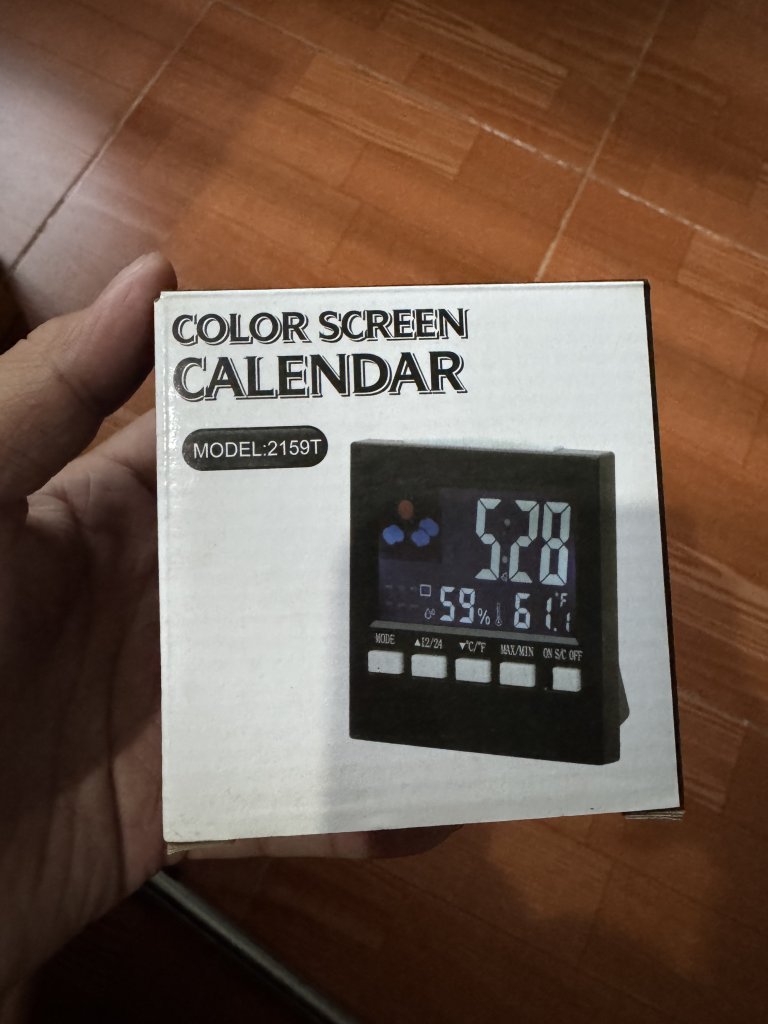 COLOR SCREEN
CALENDAR
MODEL:2159T
5:28
59% 61.1 °F
MODE ▲12/24 ▼°C/°F MAX/MIN ON S/C OFF